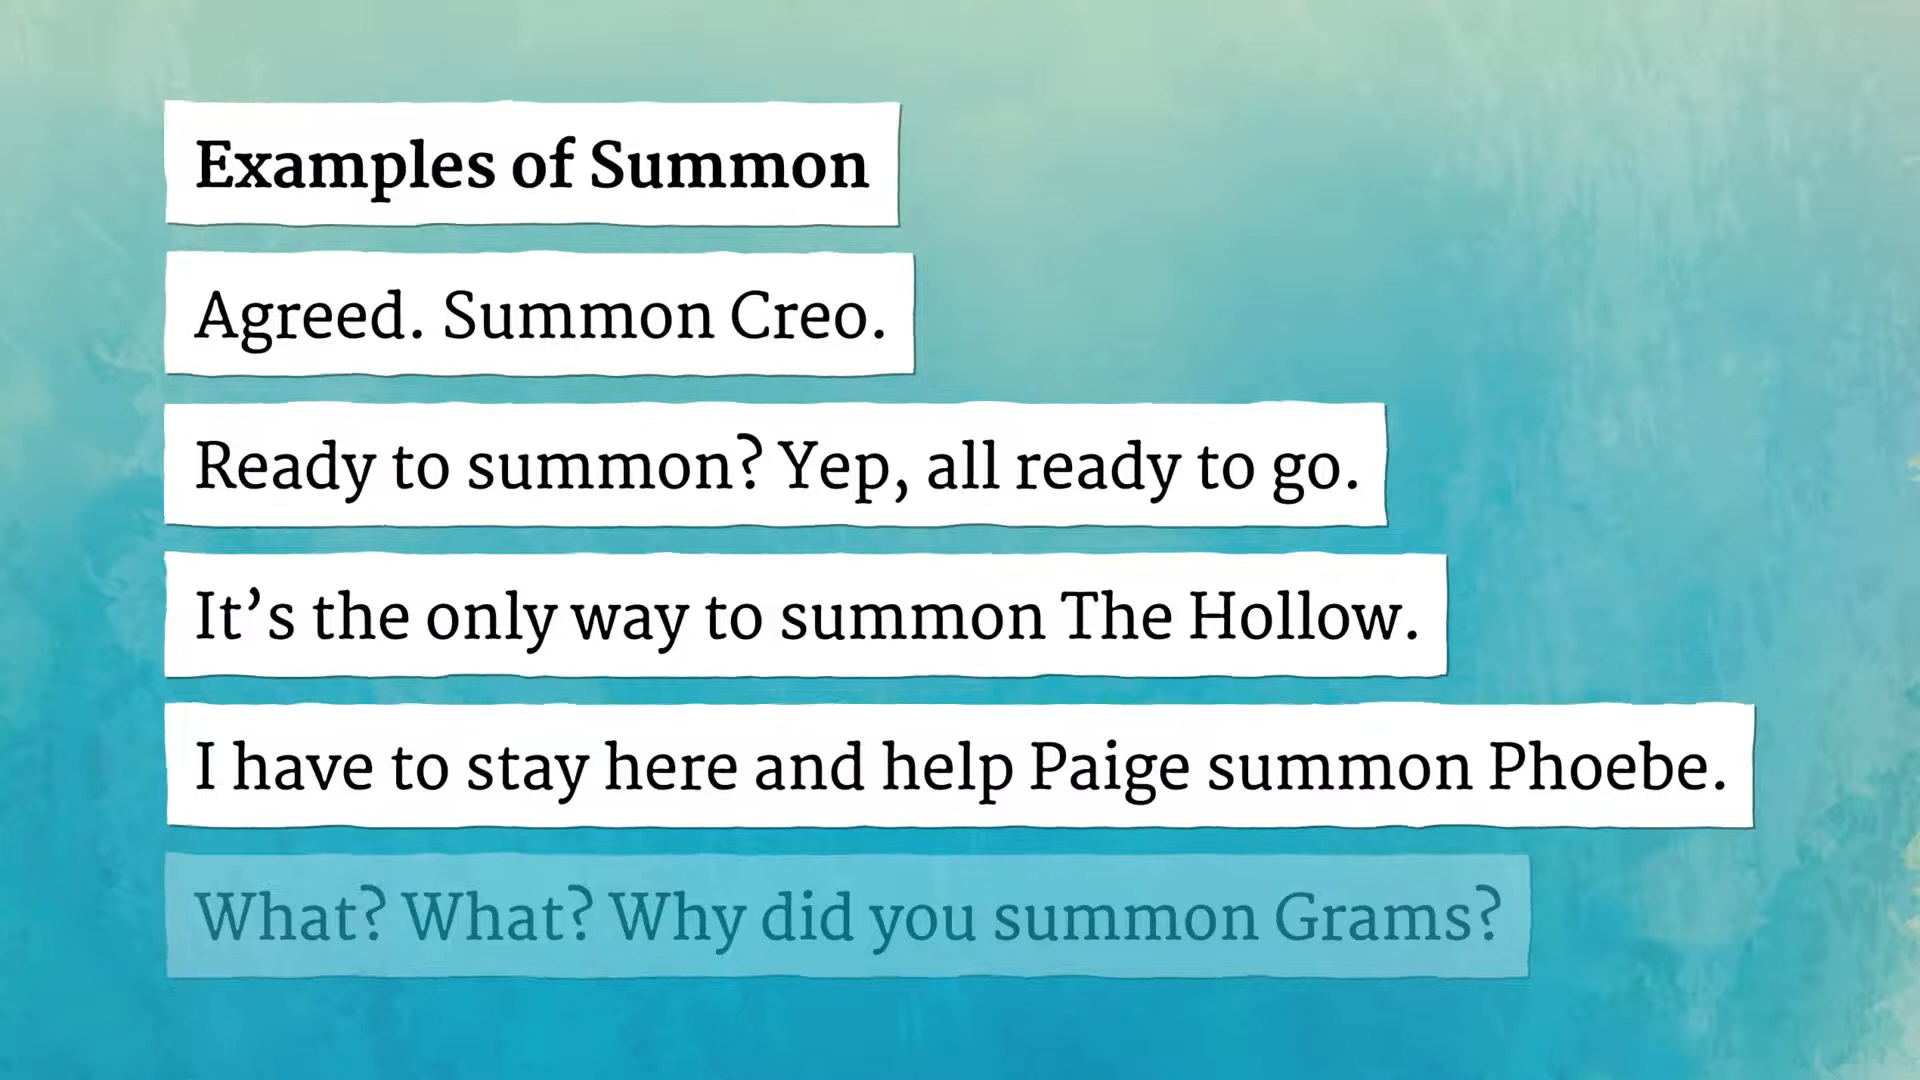 Examples of Summon
Agreed. Summon Creo.
Ready to summon? Yep, all ready to go.
It’s the only way to summon The Hollow.
I have to stay here and help Paige summon Phoebe.
What? What? Why did you summon Grams?